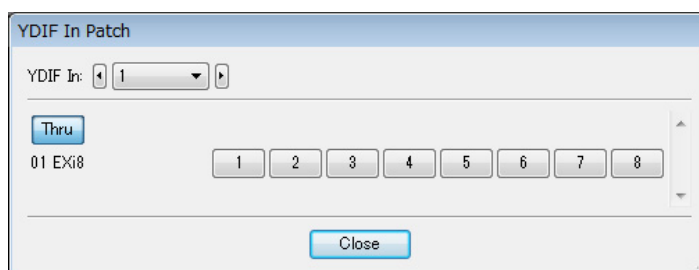 YDIF In Patch
YDIF In: 1
Thru
01 EXi8 1 2 3 4 5 6 7 8
Close